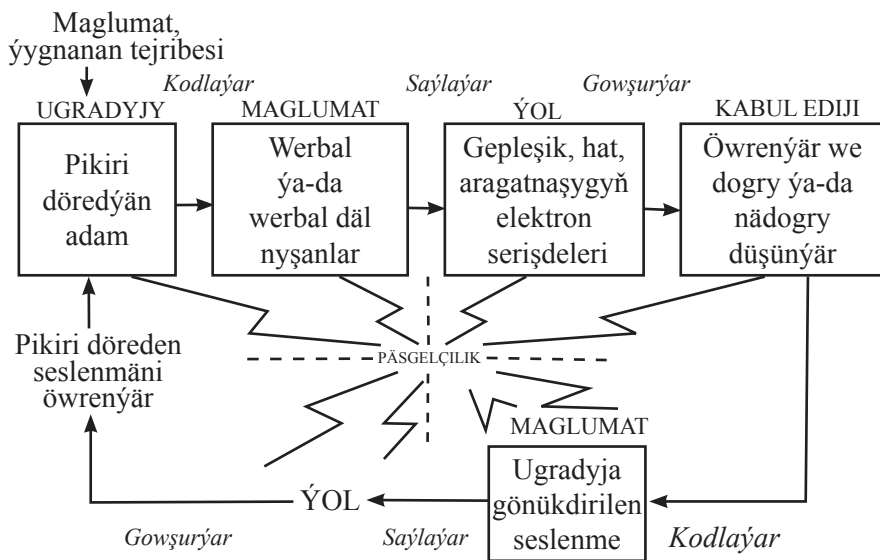 Maglumat,
ýygnanan tejribesi
Kodlaýar
Saýlaýar
Gowşurýar
UGRADYJY
MAGLUMAT
ÝOL
KABUL EDIJI
Pikiri
döredýän
adam
Werbal
ýa-da
werbal däl
nyşanlar
Gepleşik, hat,
aragatnaşygyň
elektron
serişdeleri
Öwrenýär we
dogry ýa-da
nädogry
düşünýär
Pikiri döreden
seslenmäni
öwrenýär
PÄSGELÇILIK
MAGLUMAT
Ugradyja
gönükdirilen
seslenme
ÝOL
Gowşurýar
Saýlaýar
Kodlaýar